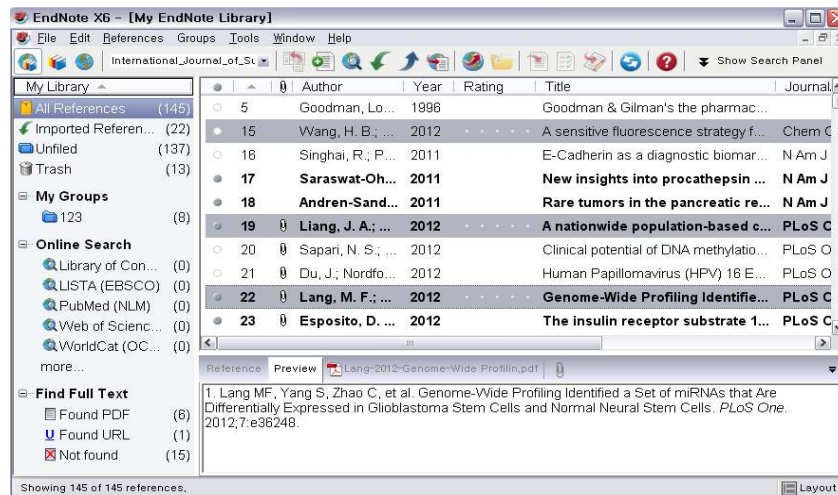 EndNote X6 - [My EndNote Library]
File Edit References Groups Tools Window Help
International_Journal_of_Su Show Search Panel
My Library
All References (145)
Imported Referen... (22)
Unfiled (137)
Trash (13)
My Groups
123 (8)
Online Search
Library of Con... (0)
LISTA (EBSCO) (0)
PubMed (NLM) (0)
Web of Scienc... (0)
WorldCat (OC... (0)
more...
Find Full Text
Found PDF (6)
Found URL (1)
Not found (15)
Author Year Rating Title Journal
5 Goodman, Lo... 1996 Goodman & Gilman's the pharmac...
15 Wang, H. B.; ... 2012 A sensitive fluorescence strategy f... Chem C
16 Singhai, R.; P... 2011 E-Cadherin as a diagnostic biomar... N Am J
17 Saraswat-Oh... 2011 New insights into procathepsin ... N Am J
18 Andren-Sand... 2011 Rare tumors in the pancreatic re... N Am J
19 Liang, J. A.; ... 2012 A nationwide population-based c... PLoS O
20 Sapari, N. S.; ... 2012 Clinical potential of DNA methylatio... PLoS O
21 Du, J.; Nordfo... 2012 Human Papillomavirus (HPV) 16 E... PLoS O
22 Lang, M. F.; ... 2012 Genome-Wide Profiling Identifie... PLoS O
23 Esposito, D. ... 2012 The insulin receptor substrate 1... PLoS C
Reference Preview Lang-2012-Genome-Wide Profilin.pdf
1. Lang MF, Yang S, Zhao C, et al. Genome-Wide Profiling Identified a Set of miRNAs that Are
Differentially Expressed in Glioblastoma Stem Cells and Normal Neural Stem Cells. PLoS One.
2012;7:e36248.
Showing 145 of 145 references. Layout